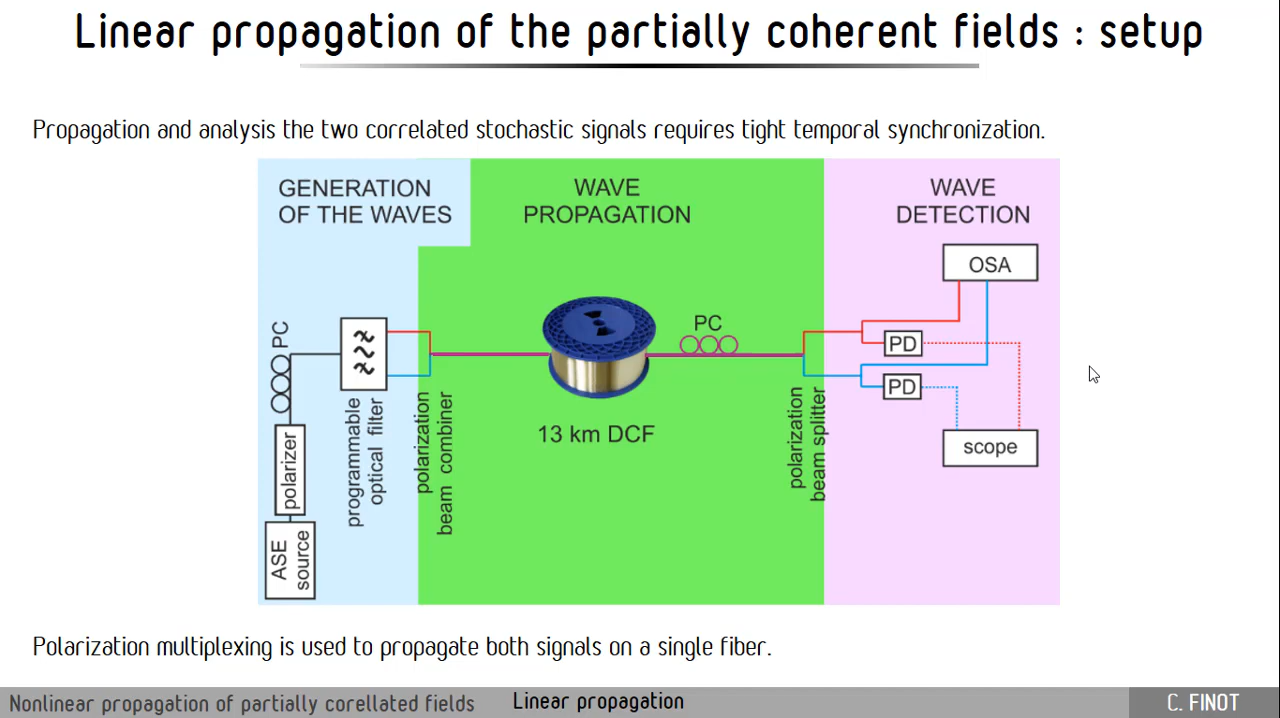 Linear propagation of the partially coherent fields : setup
Propagation and analysis the two correlated stochastic signals requires tight temporal synchronization.
GENERATION
OF THE WAVES
WAVE
PROPAGATION
WAVE
DETECTION
OSA
PC
PC
PD
PD
scope
13 km DCF
polarizer
ASE
source
programmable
optical filter
polarization
beam combiner
polarization
beam splitter
Polarization multiplexing is used to propagate both signals on a single fiber.
Nonlinear propagation of partially corellated fields
Linear propagation
C. FINOT